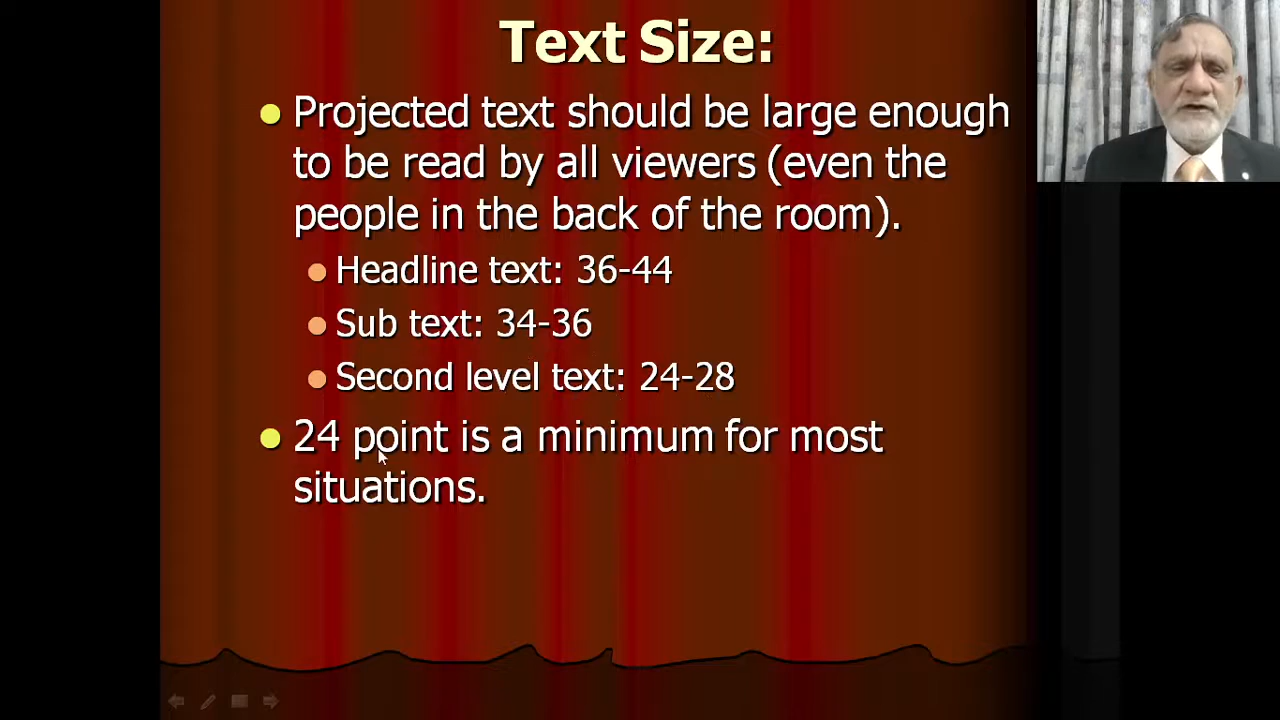 Text Size:
Projected text should be large enough
to be read by all viewers (even the
people in the back of the room).
Headline text: 36-44
Sub text: 34-36
Second level text: 24-28
24 point is a minimum for most
situations.